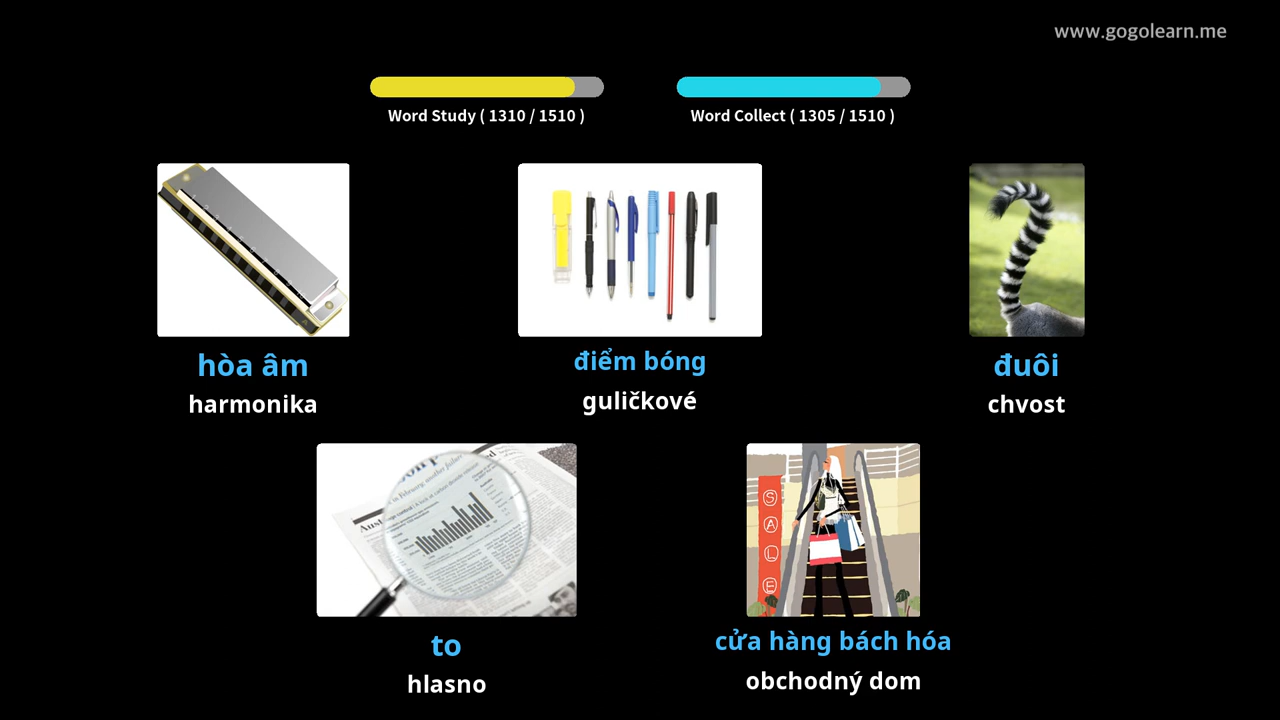 www.gogolearn.me
Word Study ( 1310 / 1510 )
Word Collect ( 1305 / 1510 )
hòa âm
harmonika
điểm bóng
guličkové
đuôi
chvost
to
hlasno
SALE
cửa hàng bách hóa
obchodný dom